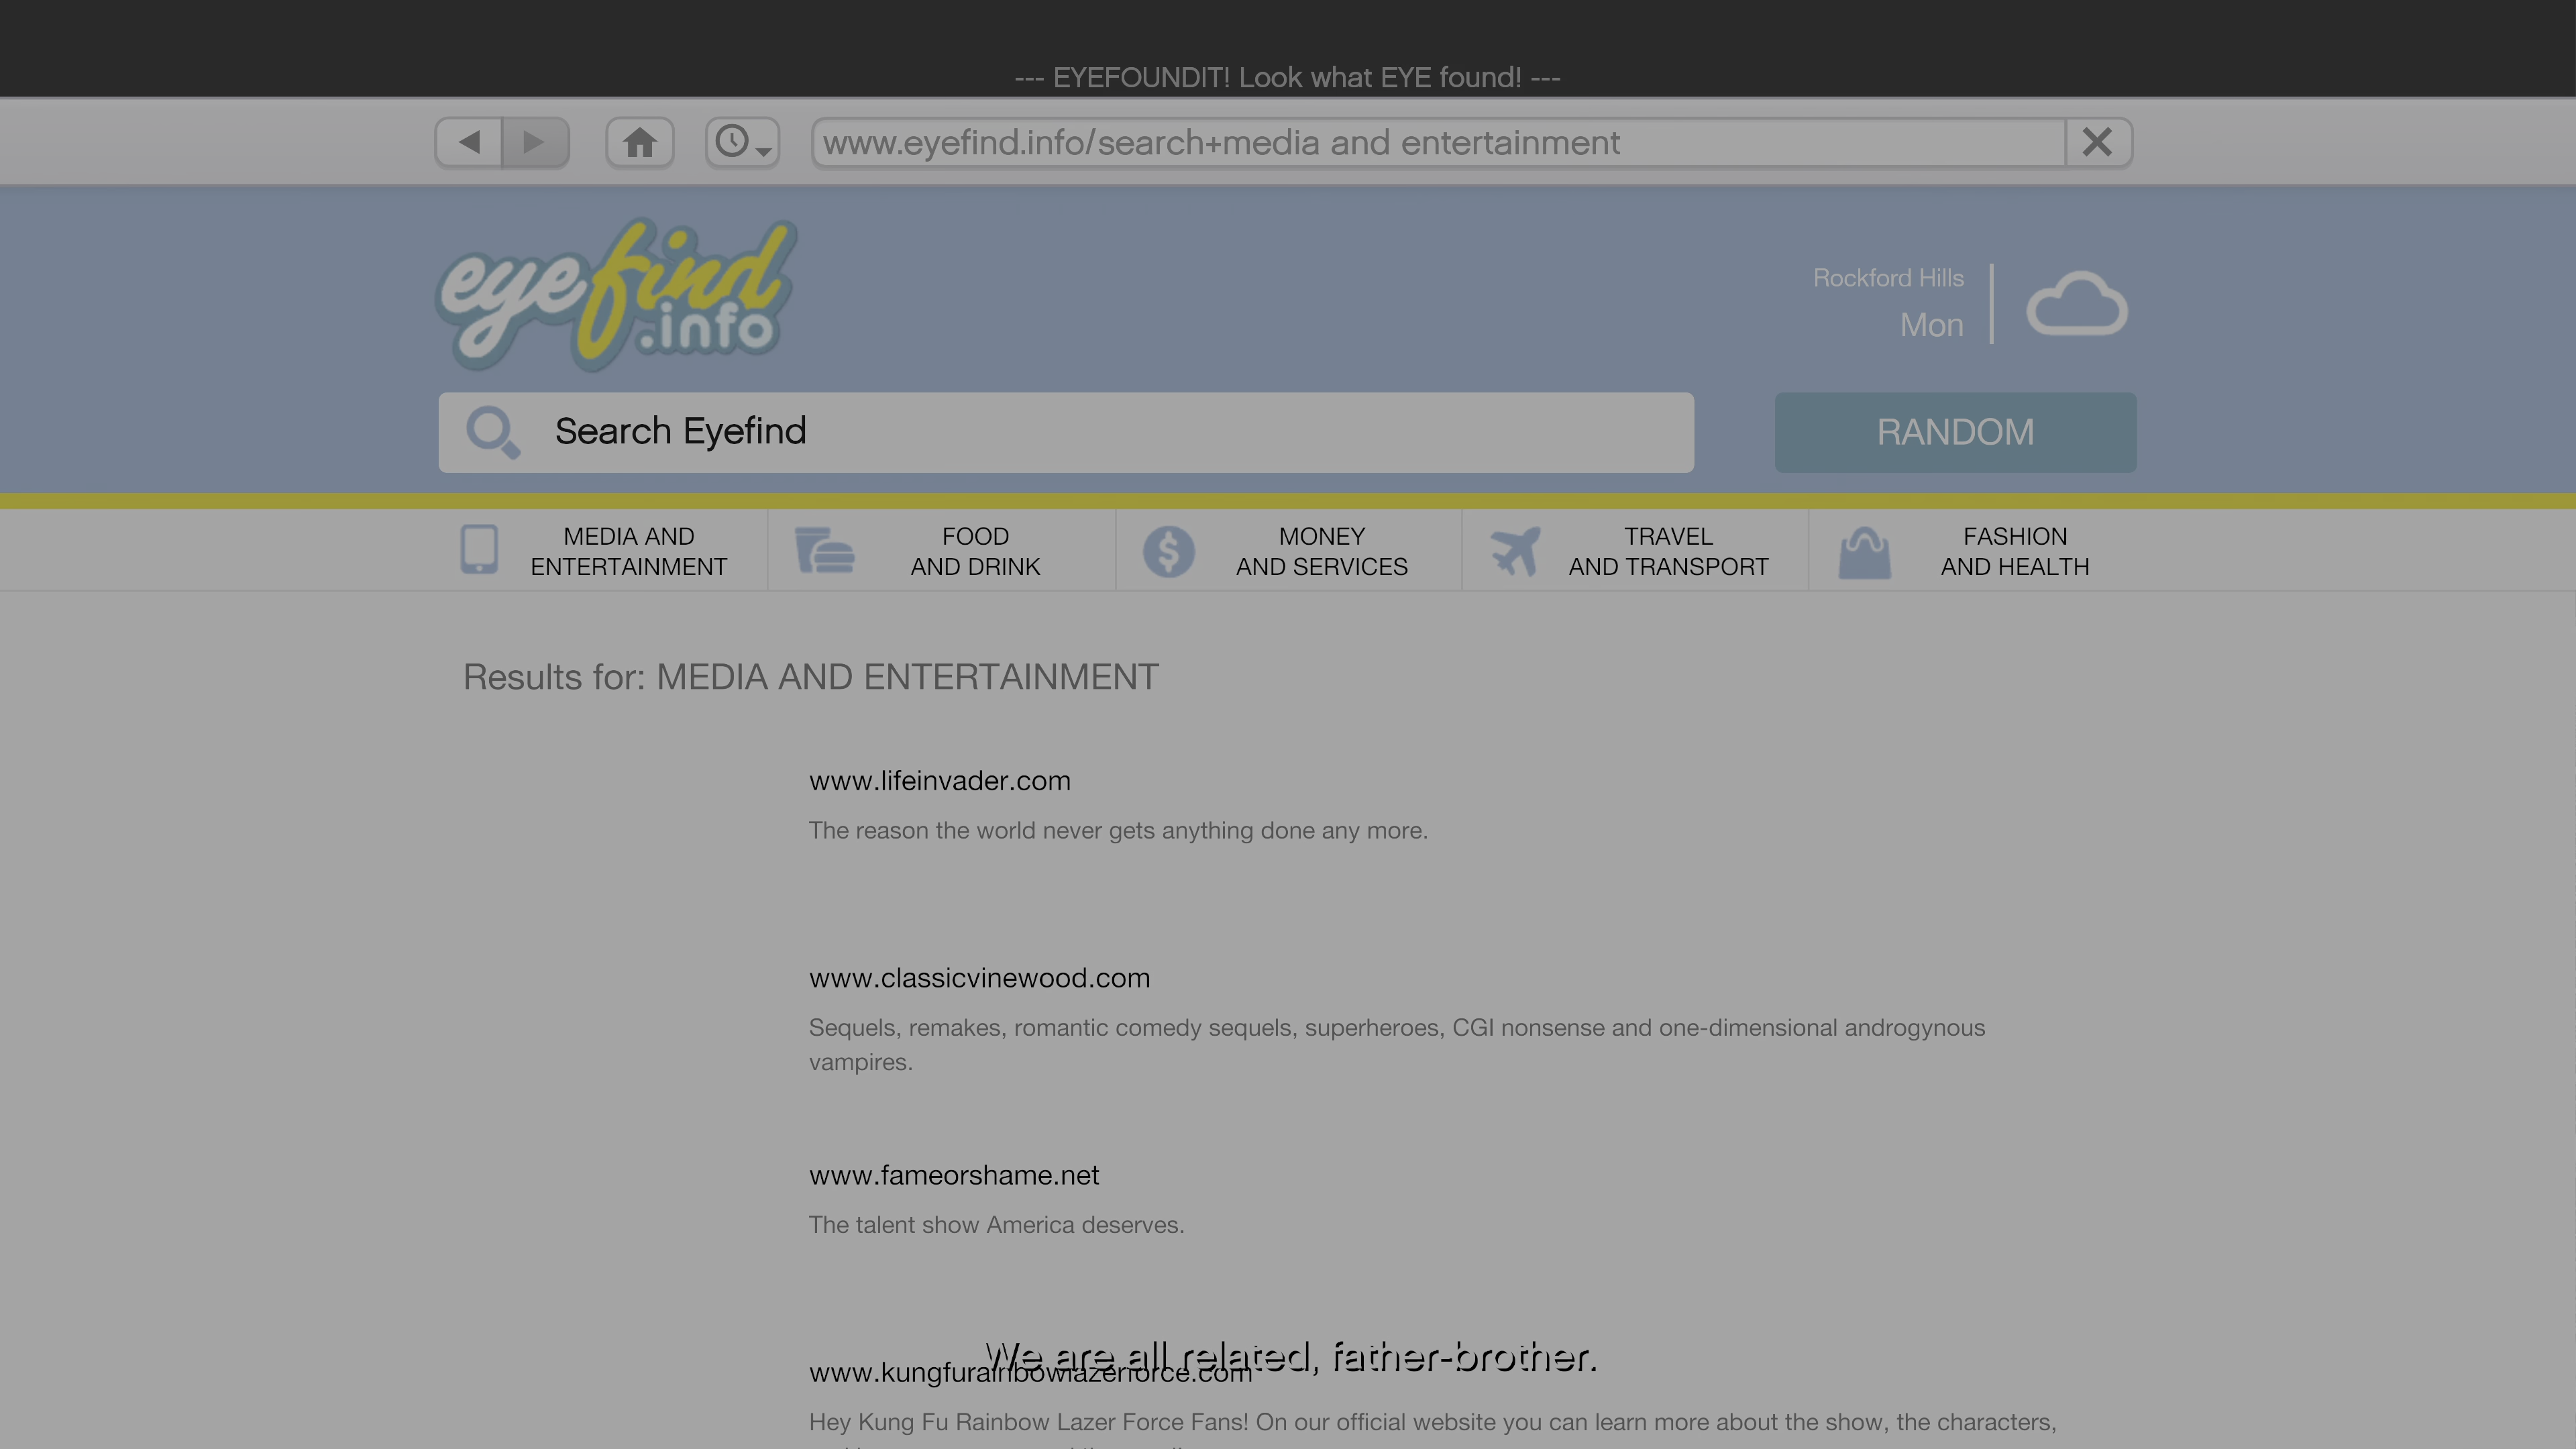 --- EYEFOUNDIT! Look what EYE found! ---
www.eyefind.info/search+media and entertainment
eyefind
.info
Rockford Hills
Mon
Search Eyefind
RANDOM
MEDIA AND
ENTERTAINMENT
FOOD
AND DRINK
MONEY
AND SERVICES
TRAVEL
AND TRANSPORT
FASHION
AND HEALTH
Results for: MEDIA AND ENTERTAINMENT
www.lifeinvader.com
The reason the world never gets anything done any more.
www.classicvinewood.com
Sequels, remakes, romantic comedy sequels, superheroes, CGI nonsense and one-dimensional androgynous
vampires.
www.fameorshame.net
The talent show America deserves.
We are all related, father-brother.
www.kungfurainbowlazerforce.com
Hey Kung Fu Rainbow Lazer Force Fans! On our official website you can learn more about the show, the characters,